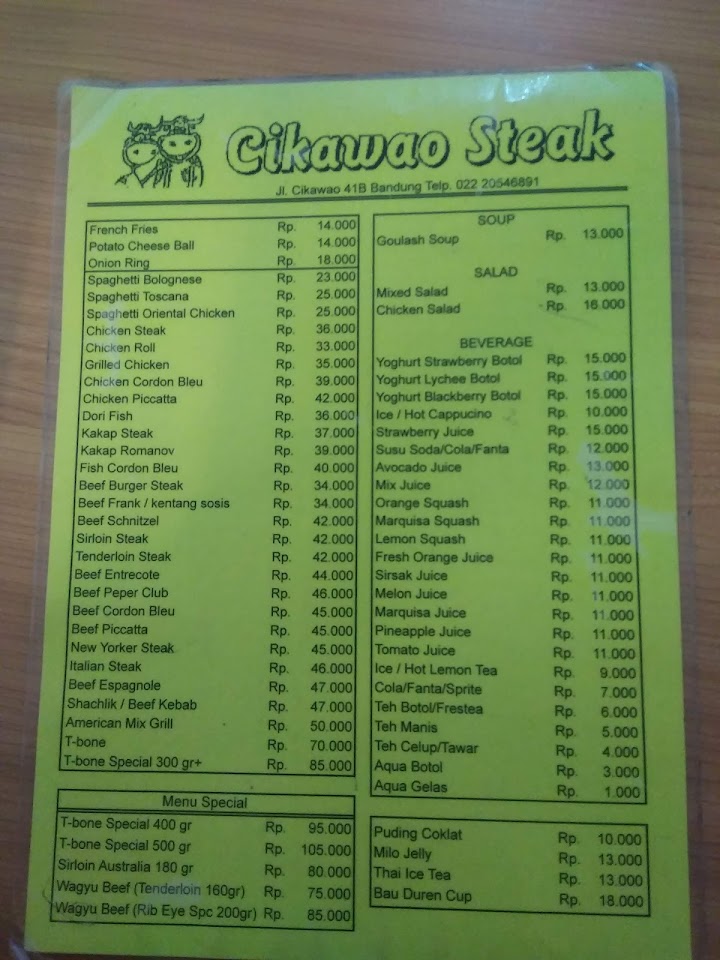 Cikawao Steak
Jl. Cikawao 41B Bandung Telp. 022 20546891
French Fries Rp. 14.000
Potato Cheese Ball Rp. 14.000
Onion Ring Rp. 18.000
Spaghetti Bolognese Rp. 23.000
Spaghetti Toscana Rp. 25.000
Spaghetti Oriental Chicken Rp. 25.000
Chicken Steak Rp. 36.000
Chicken Roll Rp. 33.000
Grilled Chicken Rp. 35.000
Chicken Cordon Bleu Rp. 39.000
Chicken Piccatta Rp. 42.000
Dori Fish Rp. 36.000
Kakap Steak Rp. 37.000
Kakap Romanov Rp. 39.000
Fish Cordon Bleu Rp. 40.000
Beef Burger Steak Rp. 34.000
Beef Frank / kentang sosis Rp. 34.000
Beef Schnitzel Rp. 42.000
Sirloin Steak Rp. 42.000
Tenderloin Steak Rp. 42.000
Beef Entrecote Rp. 44.000
Beef Peper Club Rp. 46.000
Beef Cordon Bleu Rp. 45.000
Beef Piccatta Rp. 45.000
New Yorker Steak Rp. 45.000
Italian Steak Rp. 46.000
Beef Espagnole Rp. 47.000
Shachlik / Beef Kebab Rp. 47.000
American Mix Grill Rp. 50.000
T-bone Rp. 70.000
T-bone Special 300 gr+ Rp. 85.000
Menu Special
T-bone Special 400 gr Rp. 95.000
T-bone Special 500 gr Rp. 105.000
Sirloin Australia 180 gr Rp. 80.000
Wagyu Beef (Tenderloin 160gr) Rp. 75.000
Wagyu Beef (Rib Eye Spc 200gr) Rp. 85.000
SOUP
Goulash Soup Rp. 13.000
SALAD
Mixed Salad Rp. 13.000
Chicken Salad Rp. 16.000
BEVERAGE
Yoghurt Strawberry Botol Rp. 15.000
Yoghurt Lychee Botol Rp. 15.000
Yoghurt Blackberry Botol Rp. 15.000
Ice / Hot Cappucino Rp. 10.000
Strawberry Juice Rp. 15.000
Susu Soda/Cola/Fanta Rp. 12.000
Avocado Juice Rp. 13.000
Mix Juice Rp. 12.000
Orange Squash Rp. 11.000
Marquisa Squash Rp. 11.000
Lemon Squash Rp. 11.000
Fresh Orange Juice Rp. 11.000
Sirsak Juice Rp. 11.000
Melon Juice Rp. 11.000
Marquisa Juice Rp. 11.000
Pineapple Juice Rp. 11.000
Tomato Juice Rp. 11.000
Ice / Hot Lemon Tea Rp. 9.000
Cola/Fanta/Sprite Rp. 7.000
Teh Botol/Frestea Rp. 6.000
Teh Manis Rp. 5.000
Teh Celup/Tawar Rp. 4.000
Aqua Botol Rp. 3.000
Aqua Gelas Rp. 1.000
Puding Coklat Rp. 10.000
Milo Jelly Rp. 13.000
Thai Ice Tea Rp. 13.000
Bau Duren Cup Rp. 18.000